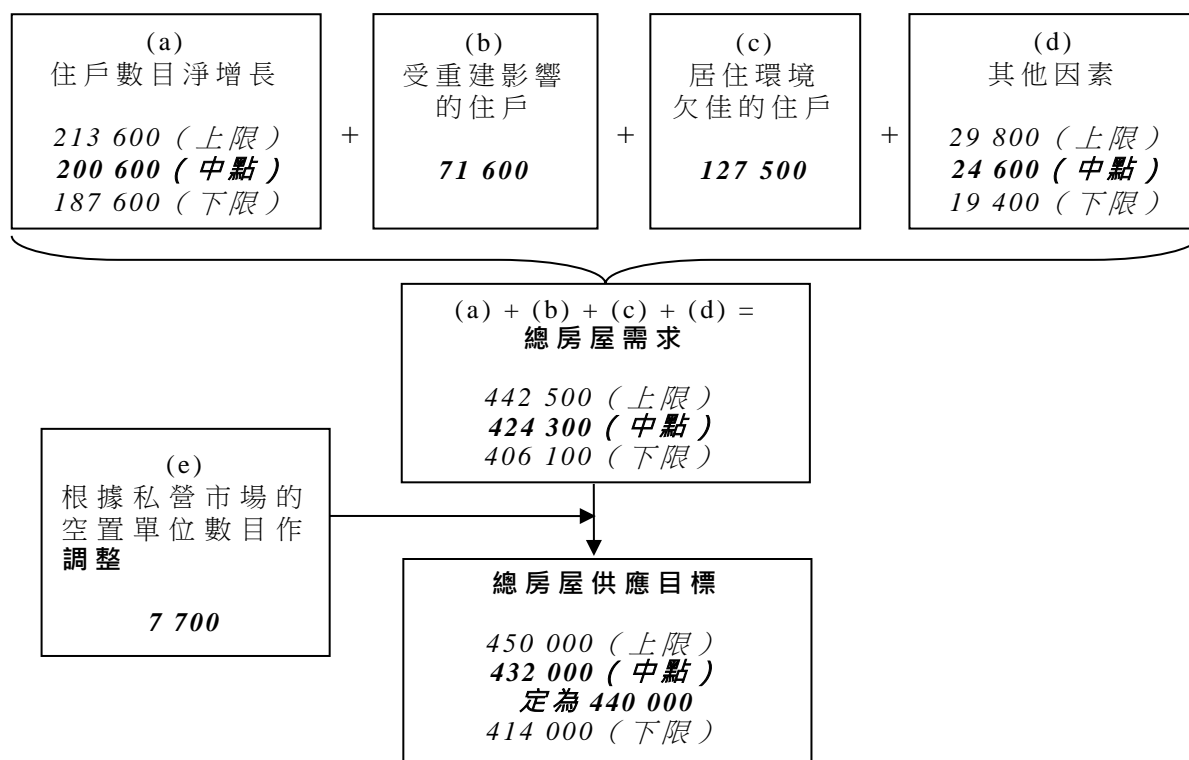 (a)
住戶數目淨增長
213 600（上限）
200 600（中點）
187 600（下限）
+
(b)
受重建影響
的住戶
71 600
+
(c)
居住環境
欠佳的住戶
127 500
+
(d)
其他因素
29 800（上限）
24 600（中點）
19 400（下限）
(a) + (b) + (c) + (d) =
總房屋需求
442 500（上限）
424 300（中點）
406 100（下限）
(e)
根據私營市場的
空置單位數目作
調整
7 700
總房屋供應目標
450 000（上限）
432 000（中點）
定為 440 000
414 000（下限）